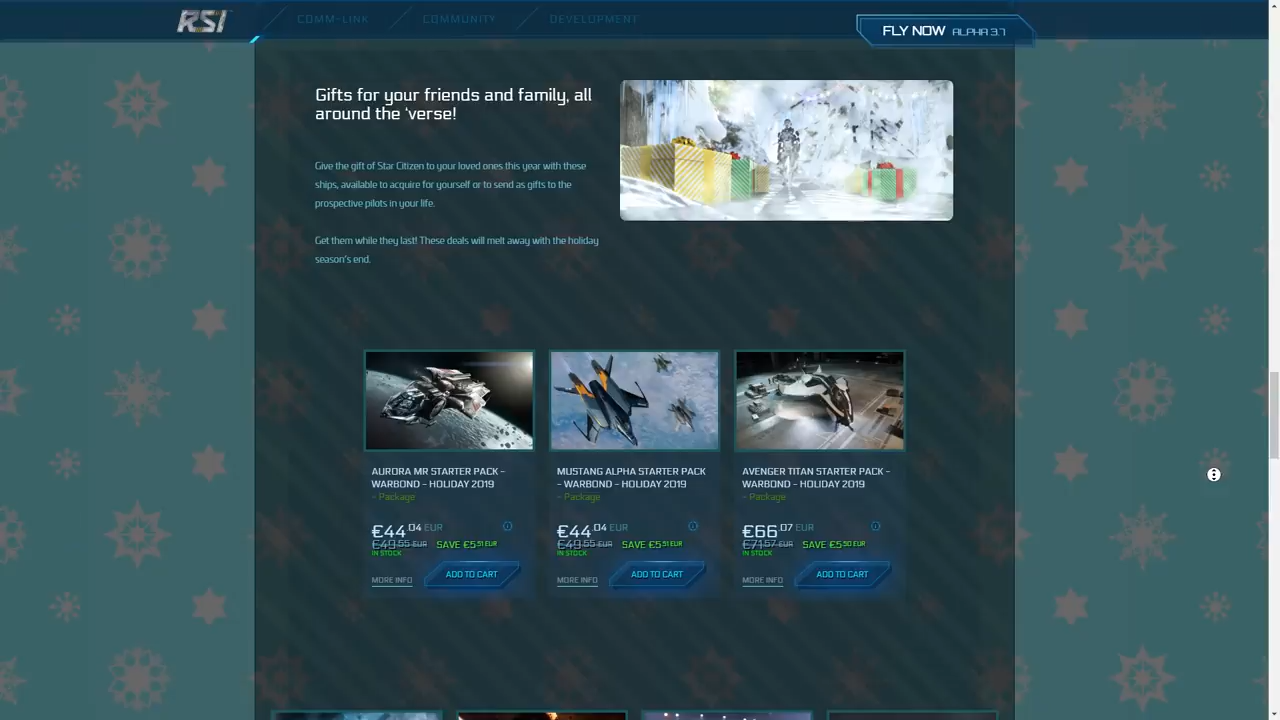 RSI
COMM-LINK
COMMUNITY
DEVELOPMENT
FLY NOW ALPHA 3.7
Gifts for your friends and family, all
around the 'verse!
Give the gift of Star Citizen to your loved ones this year with these
ships, available to acquire for yourself or to send as gifts to the
prospective pilots in your life.
Get them while they last! These deals will melt away with the holiday
season's end.
AURORA MR STARTER PACK -
WARBOND - HOLIDAY 2019
- Package
€44.04 EUR
€49.55 EUR SAVE €5.51 EUR
IN STOCK
MORE INFO
ADD TO CART
MUSTANG ALPHA STARTER PACK
- WARBOND - HOLIDAY 2019
- Package
€44.04 EUR
€49.55 EUR SAVE €5.51 EUR
IN STOCK
MORE INFO
ADD TO CART
AVENGER TITAN STARTER PACK -
WARBOND - HOLIDAY 2019
- Package
€66.07 EUR
€71.57 EUR SAVE €5.50 EUR
IN STOCK
MORE INFO
ADD TO CART